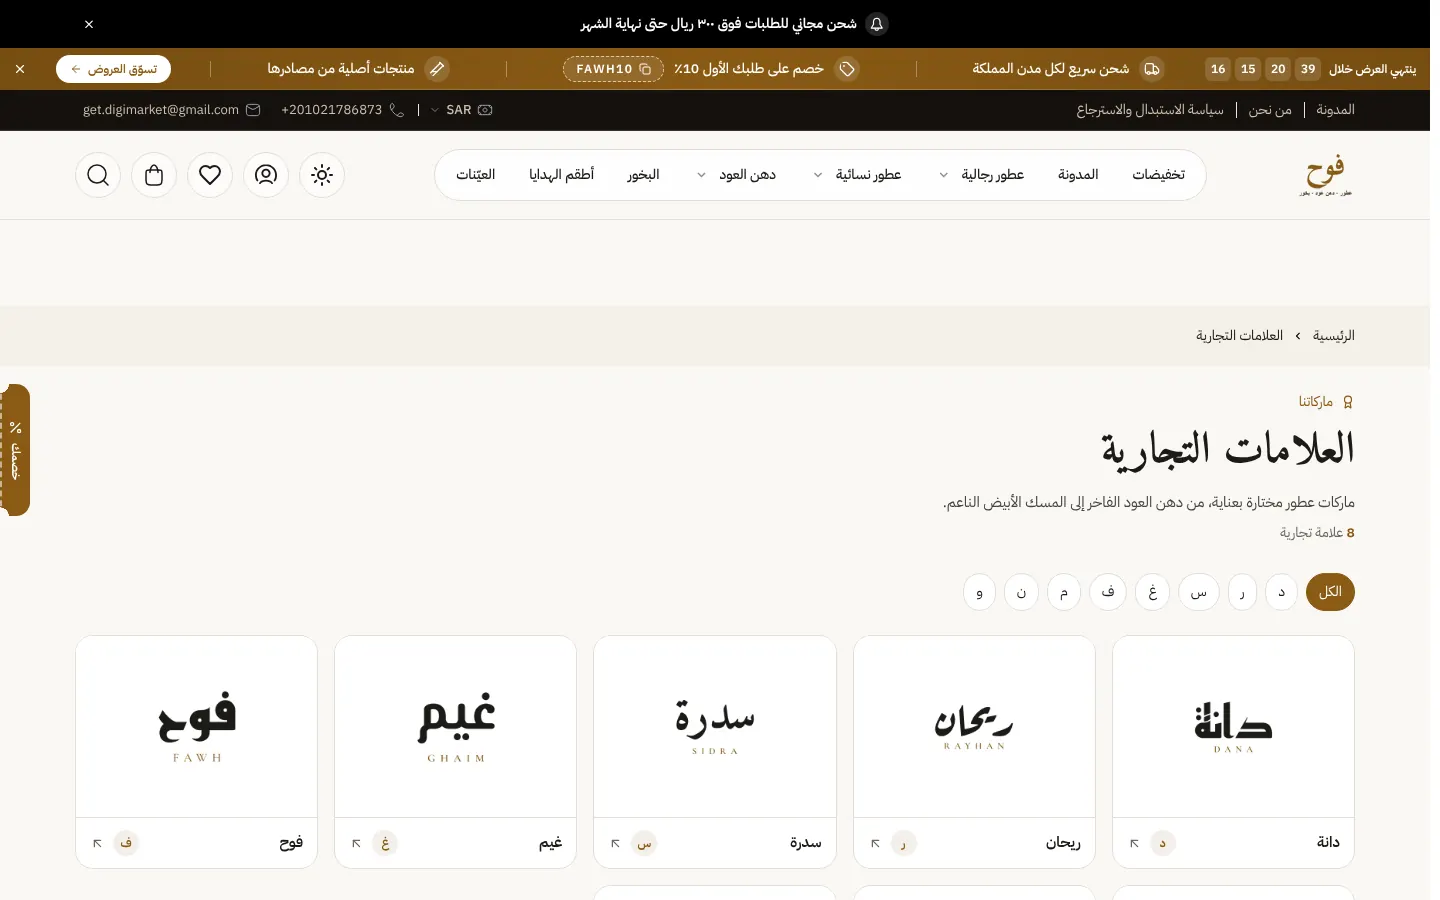 شحن مجاني للطلبات فوق ٣٠٠ ريال حتى نهاية الشهر
ينتهي العرض خلال 39 20 15 16
شحن سريع لكل مدن المملكة
خصم على طلبك الأول 10٪ FAWH10
منتجات أصلية من مصادرها
تسوّق العروض ←
المدونة | من نحن | سياسة الاستبدال والاسترجاع
SAR | +201021786873 get.digimarket@gmail.com
فوح
عطور - دهن عود - بخور
تخفيضات المدونة عطور رجالية عطور نسائية دهن العود البخور أطقم الهدايا العيّنات
الرئيسية › العلامات التجارية
ماركاتنا
العلامات التجارية
ماركات عطور مختارة بعناية، من دهن العود الفاخر إلى المسك الأبيض الناعم.
8 علامة تجارية
% خصمك
الكل د ر س غ ف م ن و
دانة
DANA
دانة د
ريحان
RAYHAN
ريحان ر
سدرة
SIDRA
سدرة س
غيم
GHAIM
غيم غ
فوح
FAWH
فوح ف